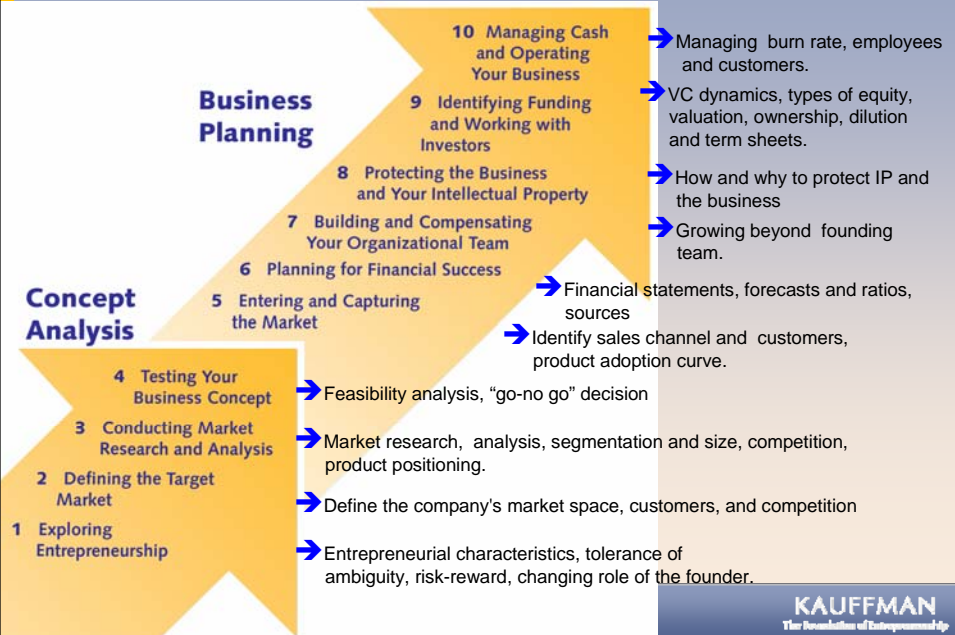 10 Managing Cash
and Operating
Your Business
Managing burn rate, employees
and customers.
Business
Planning
9 Identifying Funding
and Working with
Investors
VC dynamics, types of equity,
valuation, ownership, dilution
and term sheets.
8 Protecting the Business
and Your Intellectual Property
How and why to protect IP and
the business
7 Building and Compensating
Your Organizational Team
Growing beyond founding
team.
6 Planning for Financial Success
Financial statements, forecasts and ratios,
sources
5 Entering and Capturing
the Market
Identify sales channel and customers,
product adoption curve.
Concept
Analysis
4 Testing Your
Business Concept
Feasibility analysis, “go-no go” decision
3 Conducting Market
Research and Analysis
Market research, analysis, segmentation and size, competition,
product positioning.
2 Defining the Target
Market
Define the company’s market space, customers, and competition
1 Exploring
Entrepreneurship
Entrepreneurial characteristics, tolerance of
ambiguity, risk-reward, changing role of the founder.
KAUFFMAN
The Foundation of Entrepreneurship